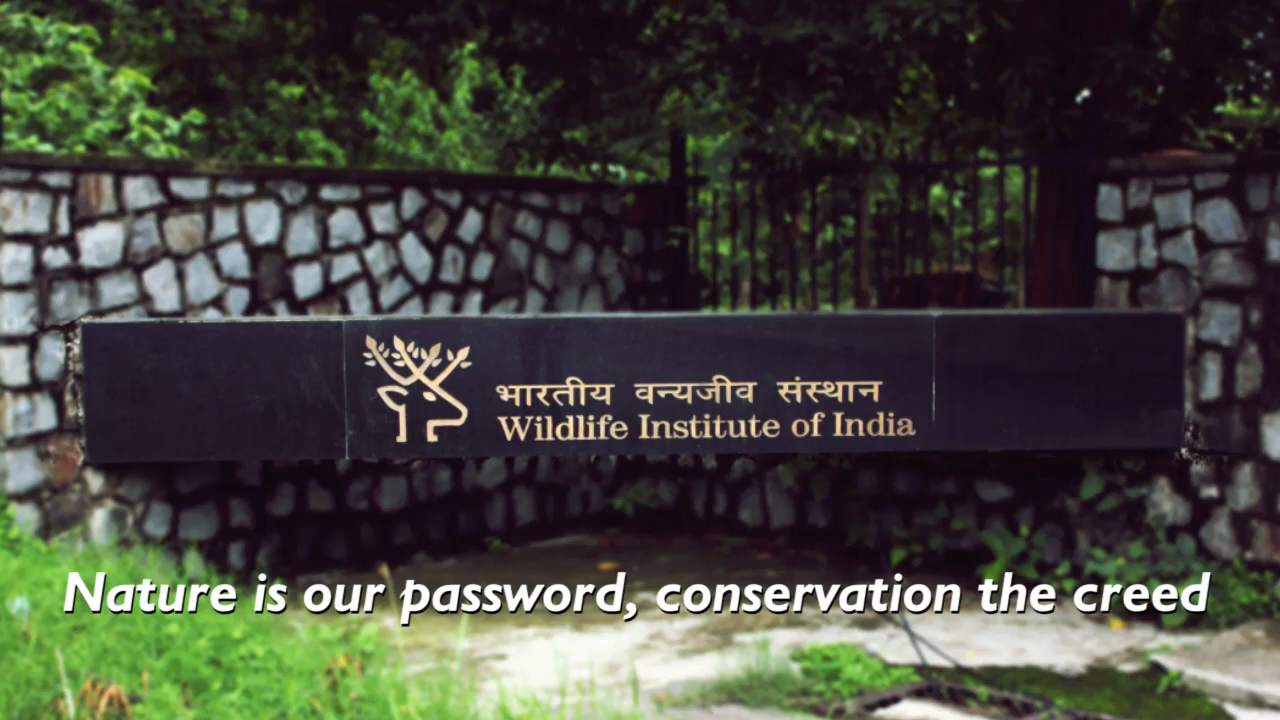 भारतीय वन्यजीव संस्थान
Wildlife Institute of India
Nature is our password, conservation the creed